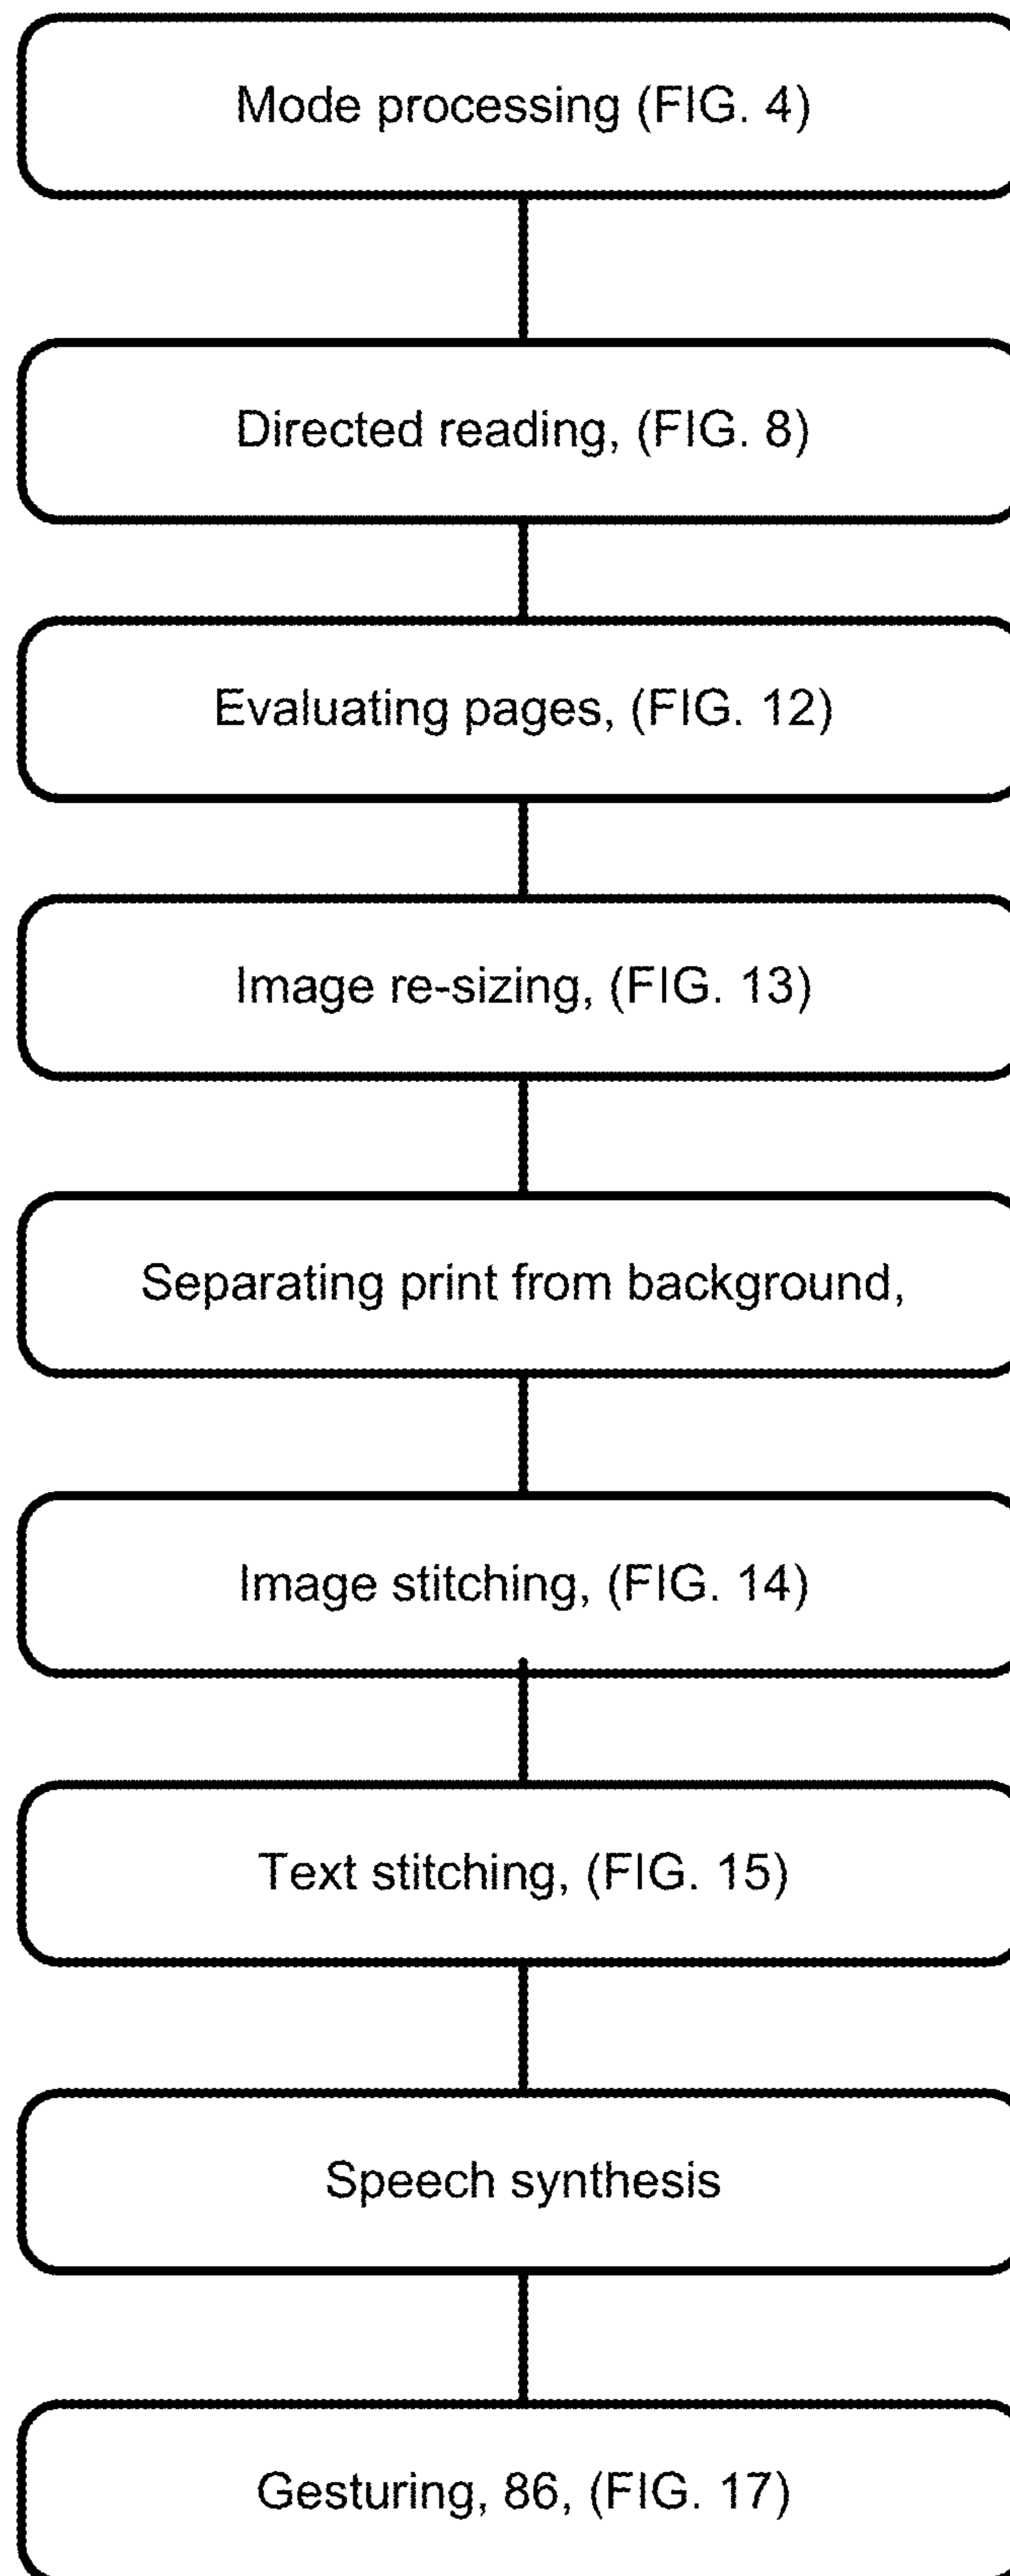 Mode processing (FIG. 4)
Directed reading, (FIG. 8)
Evaluating pages, (FIG. 12)
Image re-sizing, (FIG. 13)
Separating print from background,
Image stitching, (FIG. 14)
Text stitching, (FIG. 15)
Speech synthesis
Gesturing, 86, (FIG. 17)